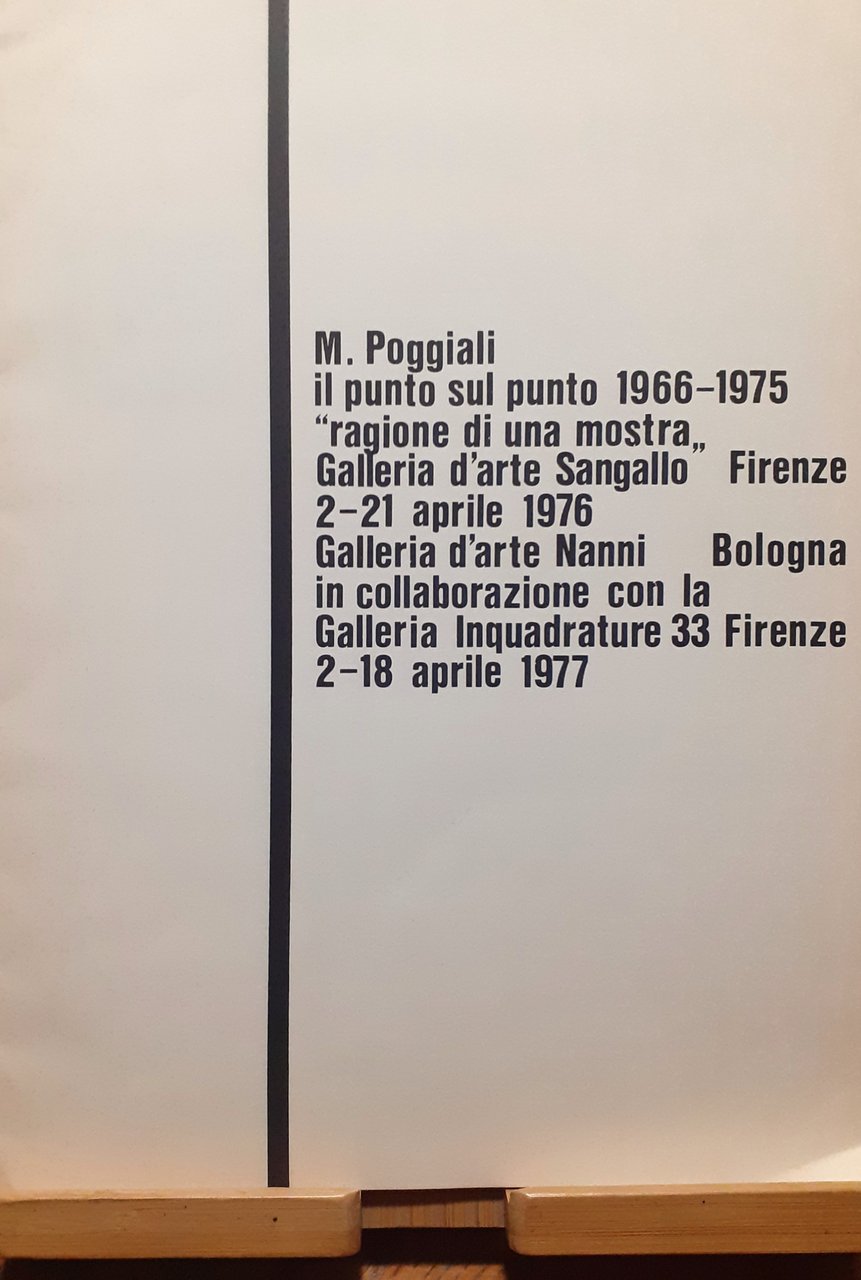 M. Poggiali
il punto sul punto 1966–1975
“ragione di una mostra„
Galleria d’arte Sangallo” Firenze
2–21 aprile 1976
Galleria d’arte Nanni Bologna
in collaborazione con la
Galleria Inquadrature 33 Firenze
2–18 aprile 1977